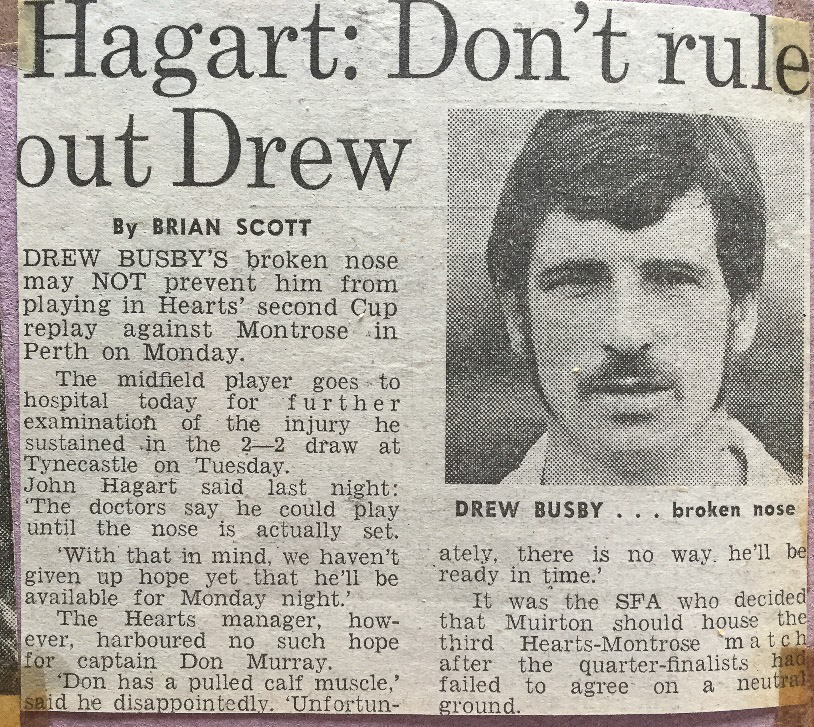 Hagart: Don't rule
out Drew
By BRIAN SCOTT
DREW BUSBY'S broken nose
may NOT prevent him from
playing in Hearts' second Cup
replay against Montrose in
Perth on Monday.
The midfield player goes to
hospital today for further
examination of the injury he
sustained in the 2—2 draw at
Tynecastle on Tuesday.
John Hagart said last night:
'The doctors say he could play
until the nose is actually set.
'With that in mind, we haven't
given up hope yet that he'll be
available for Monday night.'
The Hearts manager, how-
ever, harboured no such hope
for captain Don Murray.
'Don has a pulled calf muscle,'
said he disappointedly. 'Unfortun-
DREW BUSBY . . . broken nose
ately, there is no way. he'll be
ready in time.'
It was the SFA who decided
that Muirton should house the
third Hearts-Montrose match
after the quarter-finalists had
failed to agree on a neutral
ground.